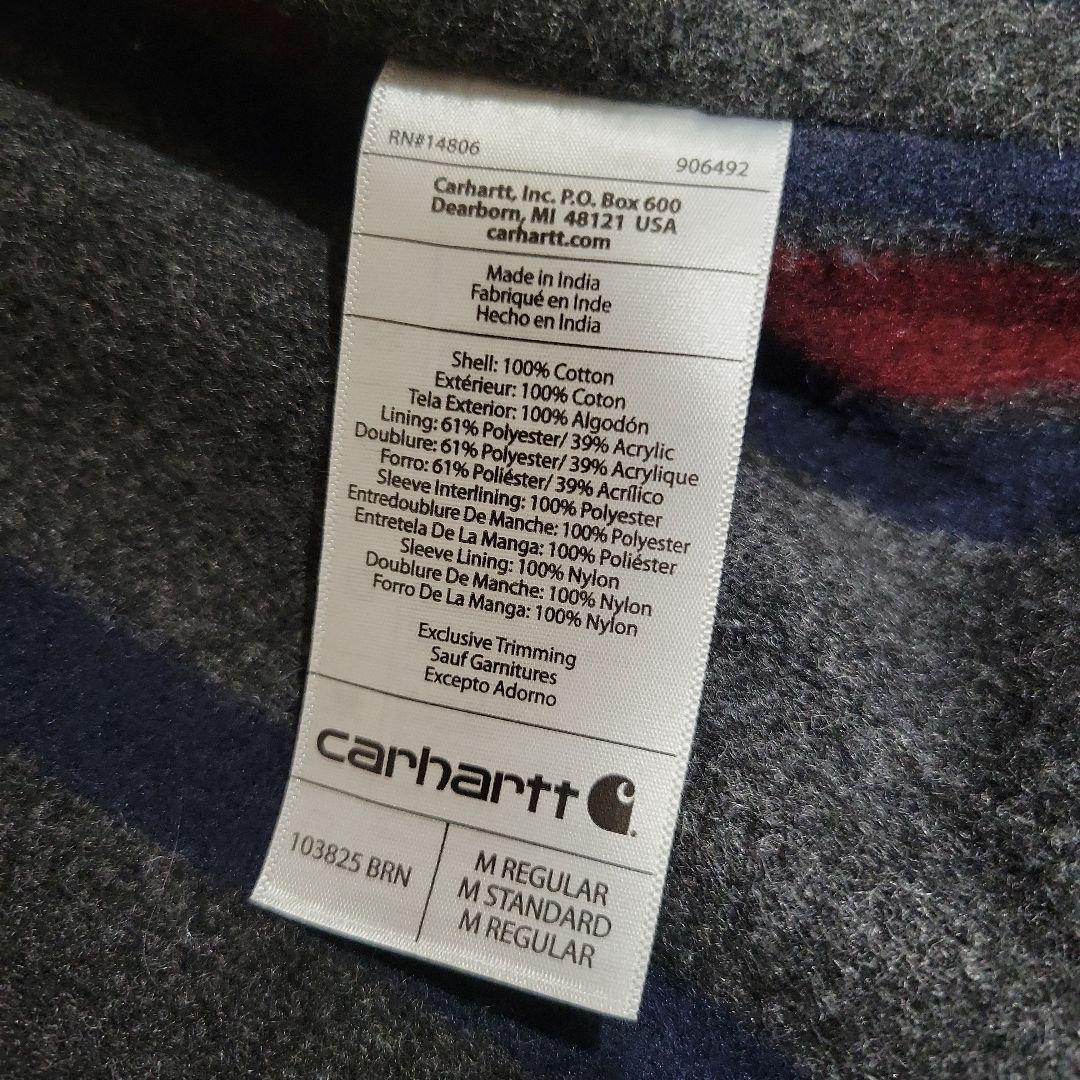 RN#14806 906492
Carhartt, Inc. P.O. Box 600
Dearborn, MI 48121 USA
carhartt.com
Made in India
Fabriqué en Inde
Hecho en India
Shell: 100% Cotton
Extérieur: 100% Coton
Tela Exterior: 100% Algodón
Lining: 61% Polyester/ 39% Acrylic
Doublure: 61% Polyester/ 39% Acrylique
Forro: 61% Poliéster/ 39% Acrílico
Sleeve Interlining: 100% Polyester
Entredoublure De Manche: 100% Polyester
Entretela De La Manga: 100% Poliéster
Sleeve Lining: 100% Nylon
Doublure De Manche: 100% Nylon
Forro De La Manga: 100% Nylon
Exclusive Trimming
Sauf Garnitures
Excepto Adorno
carhartt
103825 BRN
M REGULAR
M STANDARD
M REGULAR